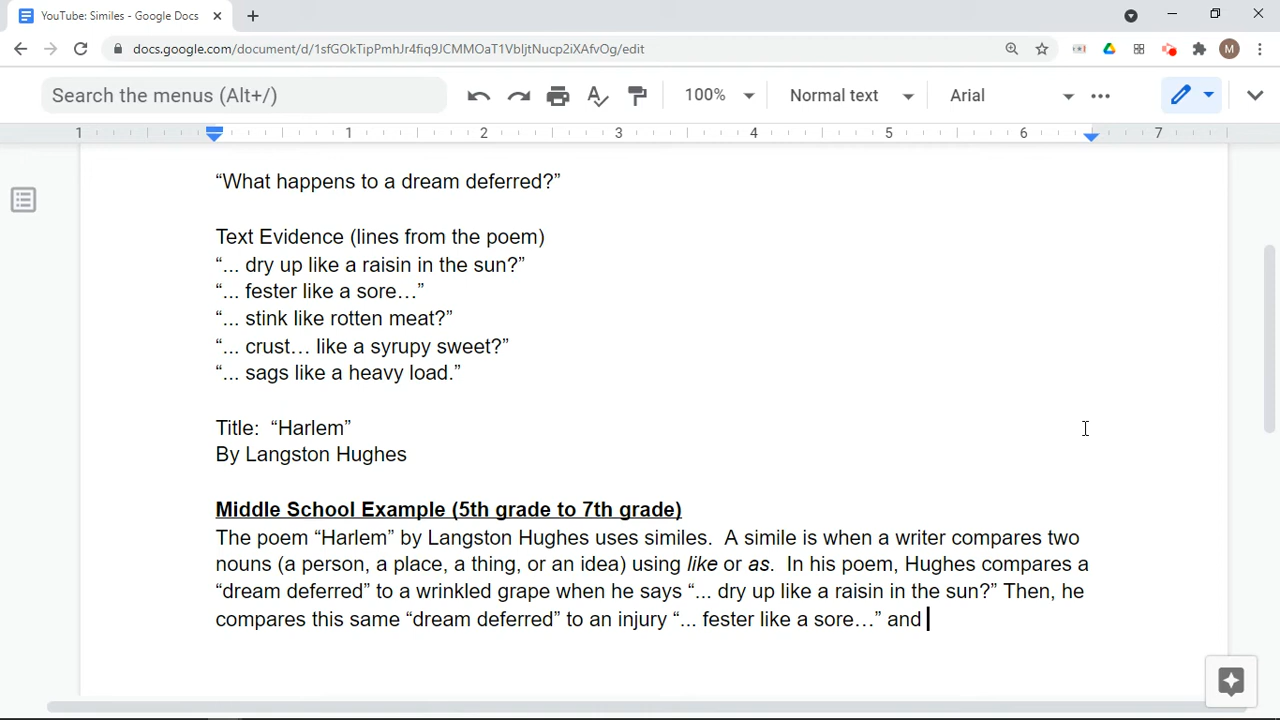 YouTube: Similes - Google Docs
docs.google.com/document/d/1sfGOkTipPmhJr4fiq9JCMMOaT1VbIjtNucp2iXAfvOg/edit
M
Search the menus (Alt+/)
100%
Normal text
Arial
1 1 2 3 4 5 6 7
“What happens to a dream deferred?”
Text Evidence (lines from the poem)
“... dry up like a raisin in the sun?”
“... fester like a sore…”
“... stink like rotten meat?”
“... crust… like a syrupy sweet?”
“... sags like a heavy load.”
Title:  “Harlem”
By Langston Hughes
Middle School Example (5th grade to 7th grade)
The poem “Harlem” by Langston Hughes uses similes.  A simile is when a writer compares two
nouns (a person, a place, a thing, or an idea) using like or as.  In his poem, Hughes compares a
“dream deferred” to a wrinkled grape when he says “... dry up like a raisin in the sun?” Then, he
compares this same “dream deferred” to an injury “... fester like a sore…” and